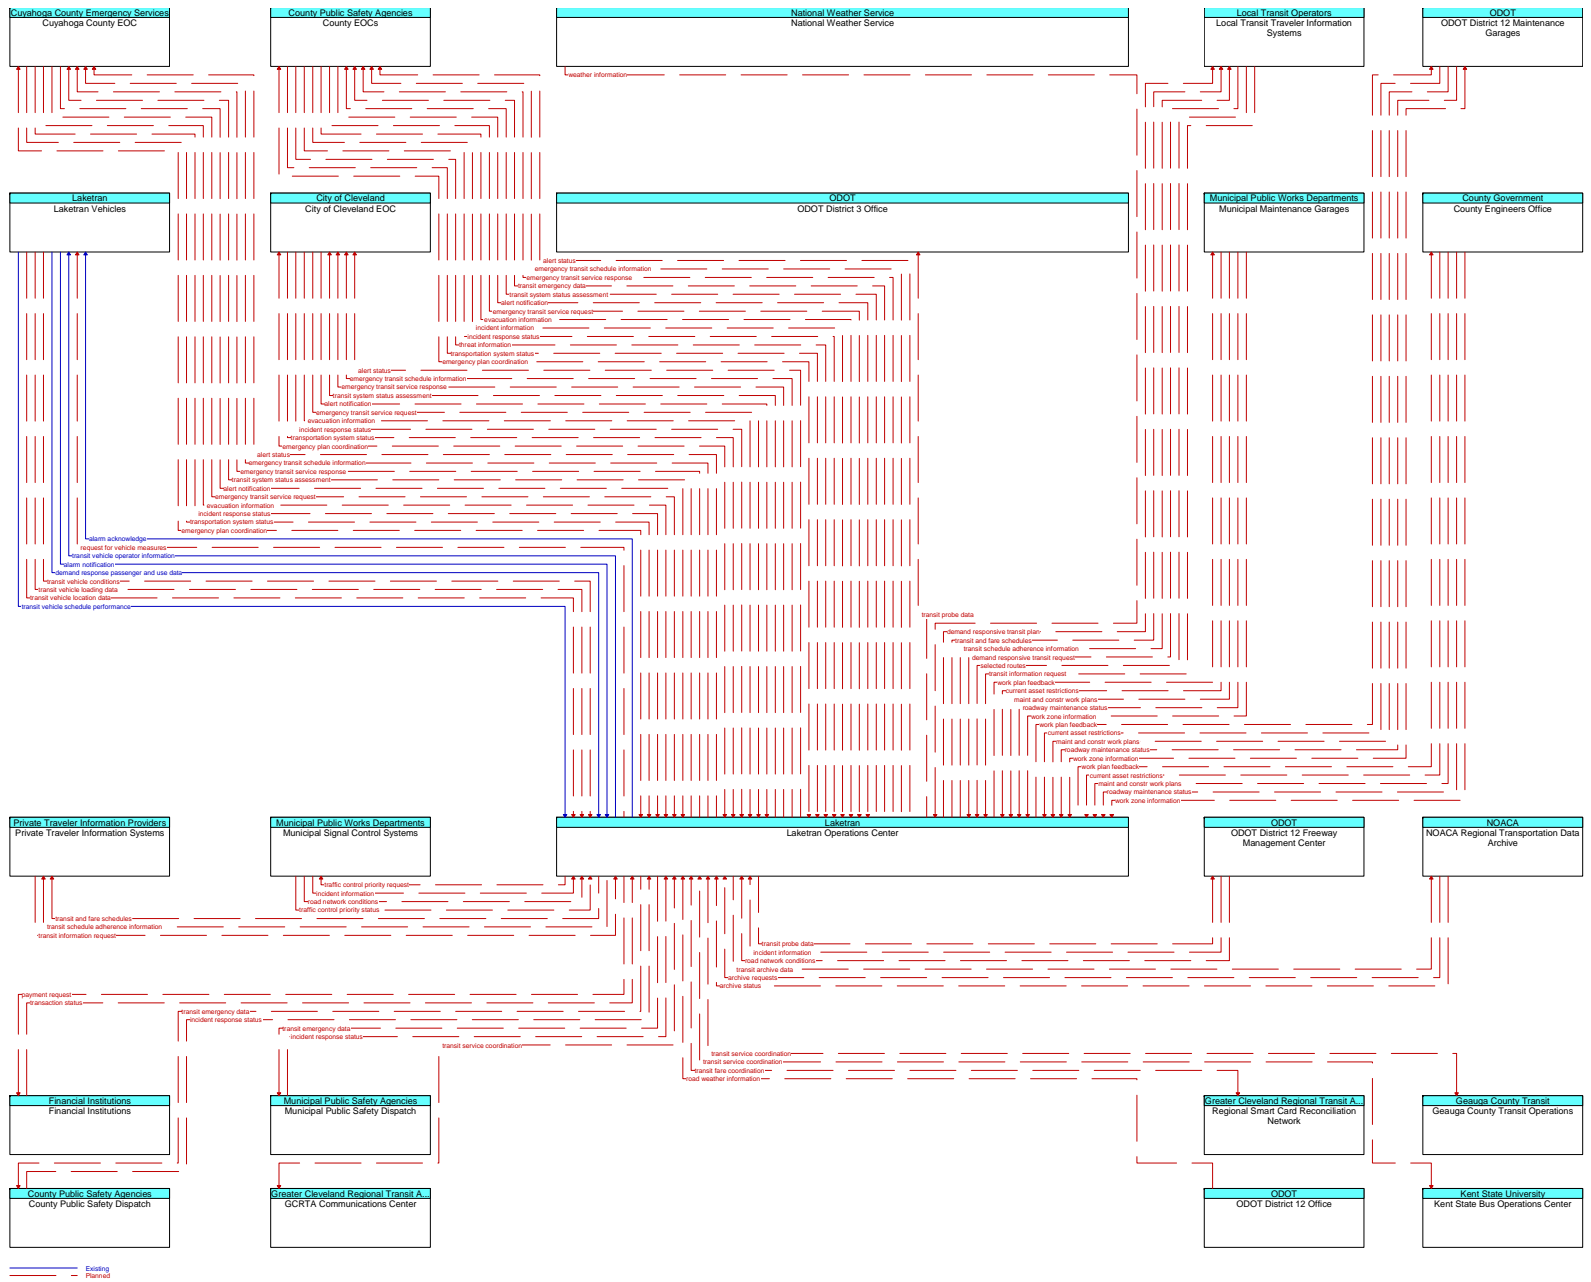 Cuyahoga County Emergency Services
Cuyahoga County EOC
County Public Safety Agencies
County EOCs
National Weather Service
National Weather Service
Local Transit Operators
Local Transit Traveler Information
Systems
ODOT
ODOT District 12 Maintenance
Garages
weather information
Laketran
Laketran Vehicles
City of Cleveland
City of Cleveland EOC
ODOT
ODOT District 3 Office
Municipal Public Works Departments
Municipal Maintenance Garages
County Government
County Engineers Office
alert status
emergency transit schedule information
emergency transit service response
transit emergency data
transit system status assessment
alert notification
emergency transit service request
evacuation information
incident information
incident response status
threat information
transportation system status
emergency plan coordination
alert status
emergency transit schedule information
emergency transit service response
transit system status assessment
alert notification
emergency transit service request
evacuation information
incident response status
transportation system status
emergency plan coordination
alert status
emergency transit schedule information
emergency transit service response
transit system status assessment
alert notification
emergency transit service request
evacuation information
incident response status
transportation system status
emergency plan coordination
alarm acknowledge
request for vehicle measures
transit vehicle operator information
alarm notification
demand response passenger and use data
transit vehicle conditions
transit vehicle loading data
transit vehicle location data
transit vehicle schedule performance
transit probe data
demand responsive transit plan
transit and fare schedules
transit schedule adherence information
demand responsive transit request
selected routes
transit information request
work plan feedback
current asset restrictions
maint and constr work plans
roadway maintenance status
work zone information
work plan feedback
current asset restrictions
maint and constr work plans
roadway maintenance status
work zone information
work plan feedback
current asset restrictions
maint and constr work plans
roadway maintenance status
work zone information
Private Traveler Information Providers
Private Traveler Information Systems
Municipal Public Works Departments
Municipal Signal Control Systems
Laketran
Laketran Operations Center
ODOT
ODOT District 12 Freeway
Management Center
NOACA
NOACA Regional Transportation Data
Archive
traffic control priority request
incident information
road network conditions
traffic control priority status
transit and fare schedules
transit schedule adherence information
transit information request
transit probe data
incident information
road network conditions
transit archive data
archive requests
archive status
payment request
transaction status
transit emergency data
incident response status
transit emergency data
incident response status
transit service coordination
transit service coordination
transit service coordination
transit fare coordination
road weather information
Financial Institutions
Financial Institutions
Municipal Public Safety Agencies
Municipal Public Safety Dispatch
Greater Cleveland Regional Transit A...
Regional Smart Card Reconciliation
Network
Geauga County Transit
Geauga County Transit Operations
County Public Safety Agencies
County Public Safety Dispatch
Greater Cleveland Regional Transit A...
GCRTA Communications Center
ODOT
ODOT District 12 Office
Kent State University
Kent State Bus Operations Center
Existing
Planned